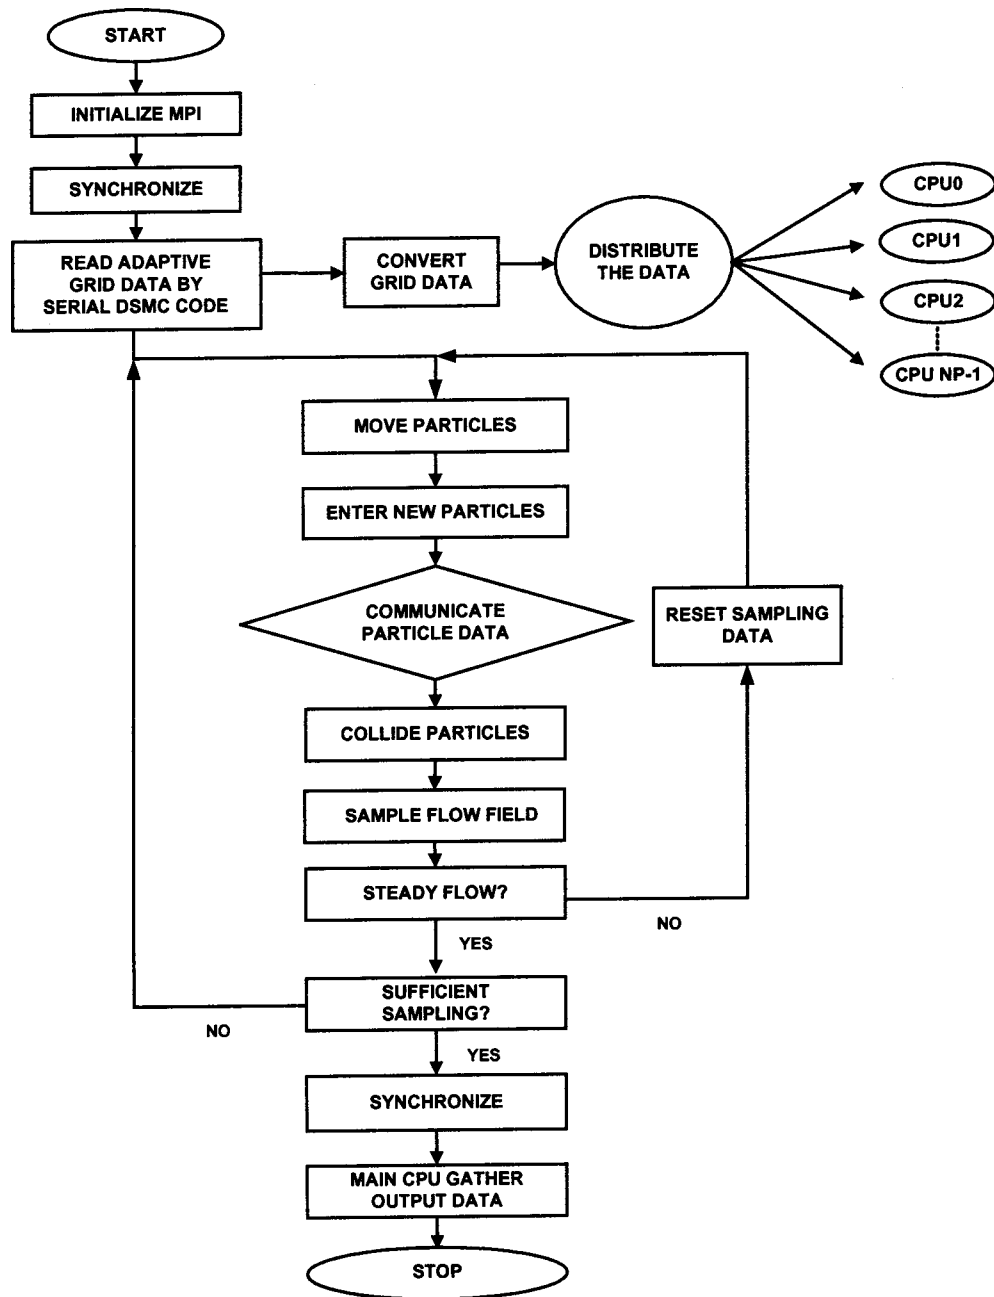 START
INITIALIZE MPI
SYNCHRONIZE
READ ADAPTIVE
GRID DATA BY
SERIAL DSMC CODE
CONVERT
GRID DATA
DISTRIBUTE
THE DATA
CPU0
CPU1
CPU2
CPU NP-1
MOVE PARTICLES
ENTER NEW PARTICLES
COMMUNICATE
PARTICLE DATA
RESET SAMPLING
DATA
COLLIDE PARTICLES
SAMPLE FLOW FIELD
STEADY FLOW?
NO
YES
SUFFICIENT
SAMPLING?
NO
YES
SYNCHRONIZE
MAIN CPU GATHER
OUTPUT DATA
STOP